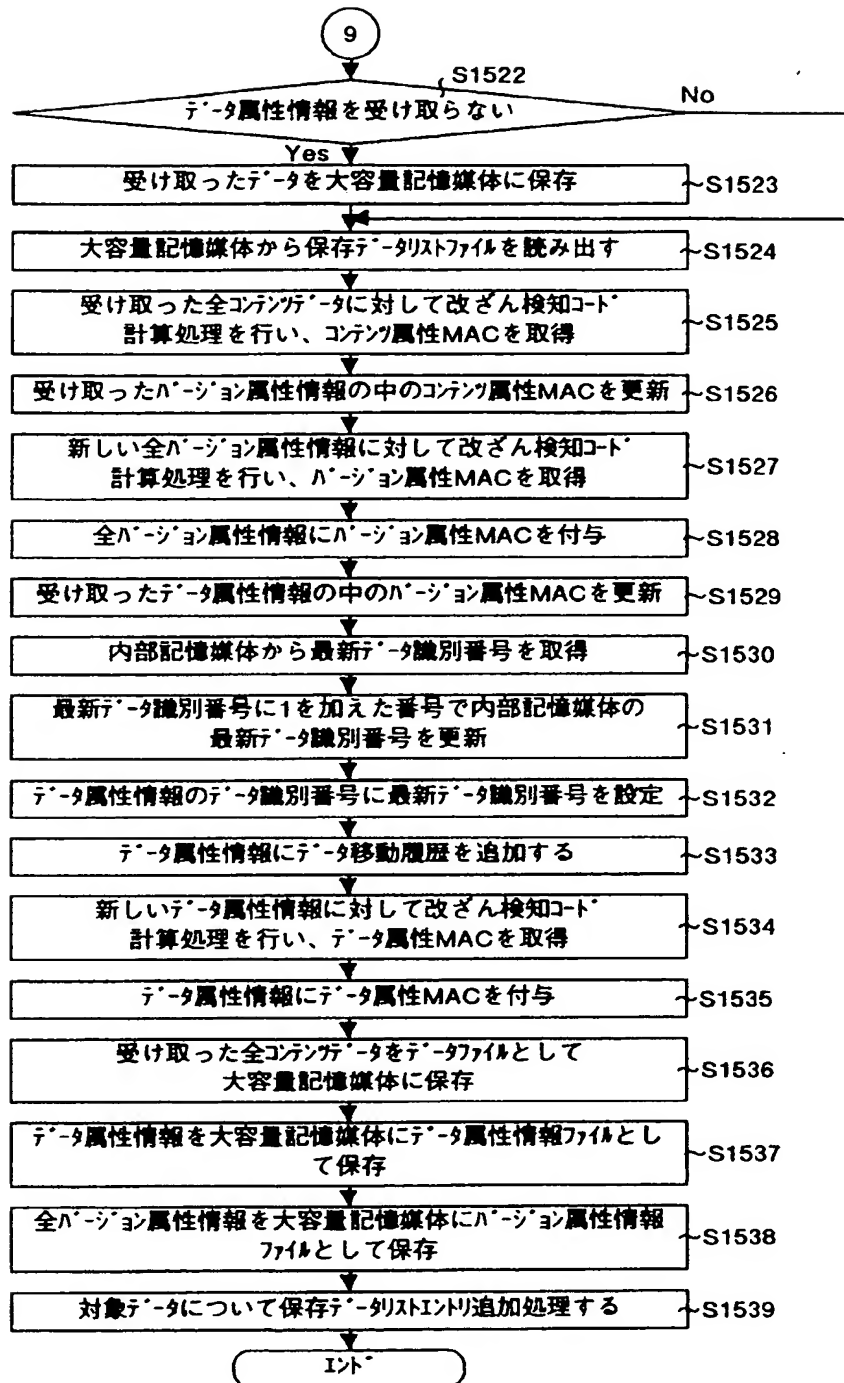 9
S1522
データ属性情報を受け取らない
No
Yes
受け取ったデータを大容量記憶媒体に保存
~S1523
大容量記憶媒体から保存データリストファイルを読み出す
~S1524
受け取った全コンテンツデータに対して改ざん検知コード
計算処理を行い、コンテンツ属性MACを取得
~S1525
受け取ったバージョン属性情報の中のコンテンツ属性MACを更新
~S1526
新しい全バージョン属性情報に対して改ざん検知コード
計算処理を行い、バージョン属性MACを取得
~S1527
全バージョン属性情報にバージョン属性MACを付与
~S1528
受け取ったデータ属性情報の中のバージョン属性MACを更新
~S1529
内部記憶媒体から最新データ識別番号を取得
~S1530
最新データ識別番号に1を加えた番号で内部記憶媒体の
最新データ識別番号を更新
~S1531
データ属性情報のデータ識別番号に最新データ識別番号を設定
~S1532
データ属性情報にデータ移動履歴を追加する
~S1533
新しいデータ属性情報に対して改ざん検知コード
計算処理を行い、データ属性MACを取得
~S1534
データ属性情報にデータ属性MACを付与
~S1535
受け取った全コンテンツデータをデータファイルとして
大容量記憶媒体に保存
~S1536
データ属性情報を大容量記憶媒体にデータ属性情報ファイルとし
て保存
~S1537
全バージョン属性情報を大容量記憶媒体にバージョン属性情報
ファイルとして保存
~S1538
対象データについて保存データリストエントリ追加処理する
~S1539
エンド